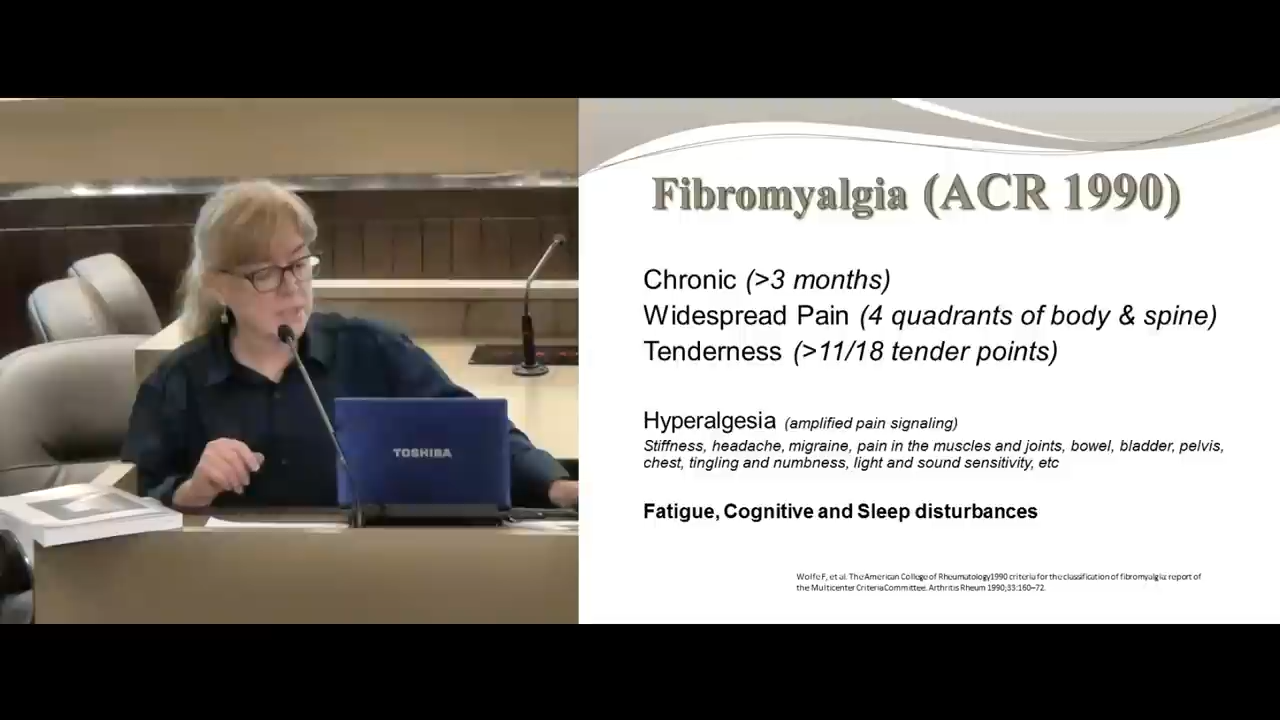 TOSHIBA
Fibromyalgia (ACR 1990)
Chronic (>3 months)
Widespread Pain (4 quadrants of body & spine)
Tenderness (>11/18 tender points)
Hyperalgesia (amplified pain signaling)
Stiffness, headache, migraine, pain in the muscles and joints, bowel, bladder, pelvis,
chest, tingling and numbness, light and sound sensitivity, etc
Fatigue, Cognitive and Sleep disturbances
Wolfe F, et al. The American College of Rheumatology 1990 criteria for the classification of fibromyalgia: report of
the Multicenter Criteria Committee. Arthritis Rheum 1990;33:160–72.